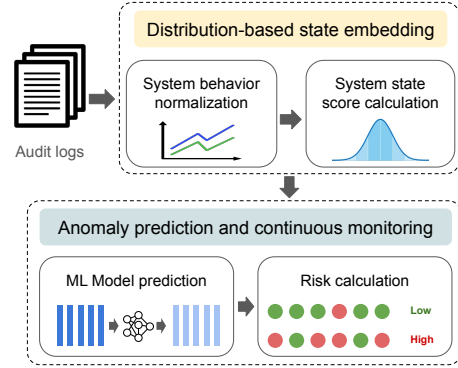 Distribution-based state embedding
System behavior
normalization
System state
score calculation
Audit logs
Anomaly prediction and continuous monitoring
ML Model prediction
Risk calculation
Low
High